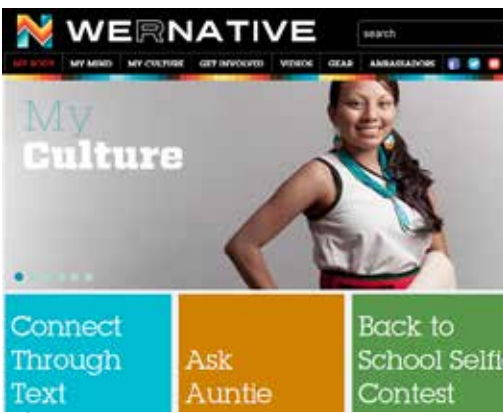 WERNATIVE
search
MY BODY MY MIND MY CULTURE GET INVOLVED VIDEOS GEAR AMBASSADORS
My
Culture
Connect
Through
Text
Ask
Auntie
Back to
School Selfi
Contest